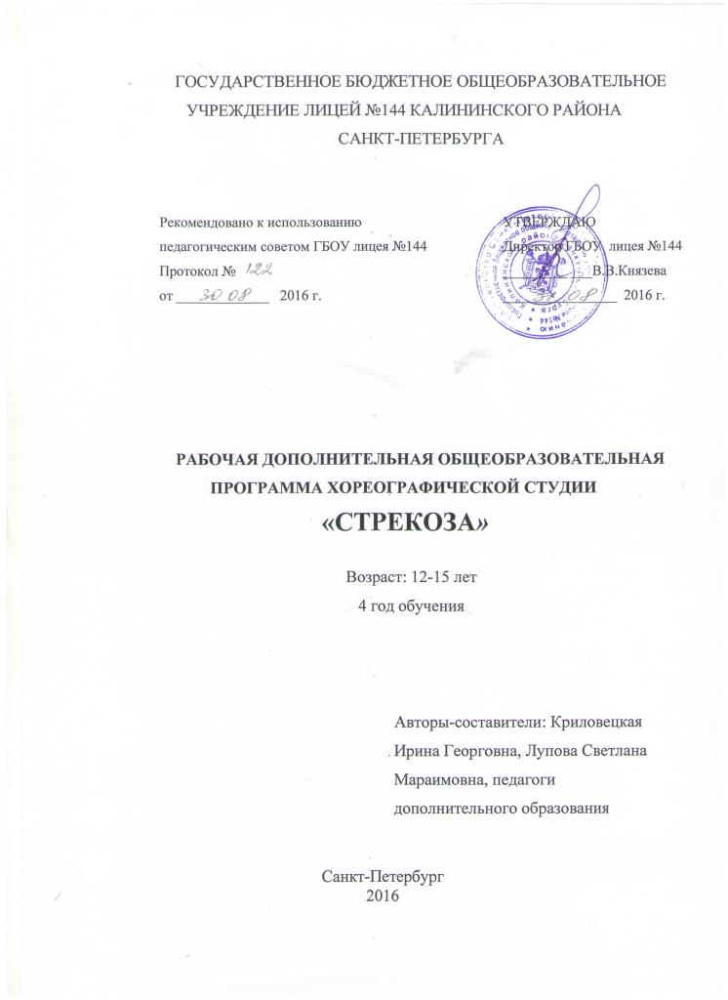 ГОСУДАРСТВЕННОЕ БЮДЖЕТНОЕ ОБЩЕОБРАЗОВАТЕЛЬНОЕ
УЧРЕЖДЕНИЕ ЛИЦЕЙ №144 КАЛИНИНСКОГО РАЙОНА
САНКТ-ПЕТЕРБУРГА
Рекомендовано к использованию
педагогическим советом ГБОУ лицея №144
Протокол № 122
от 30 08 2016 г.
УТВЕРЖДАЮ
Директор ГБОУ лицея №144
В.В.Князева
08 2016 г.
РАБОЧАЯ ДОПОЛНИТЕЛЬНАЯ ОБЩЕОБРАЗОВАТЕЛЬНАЯ
ПРОГРАММА ХОРЕОГРАФИЧЕСКОЙ СТУДИИ
«СТРЕКОЗА»
Возраст: 12-15 лет
4 год обучения
Авторы-составители: Криловецкая
Ирина Георговна, Лупова Светлана
Мараимовна, педагоги
дополнительного образования
Санкт-Петербург
2016